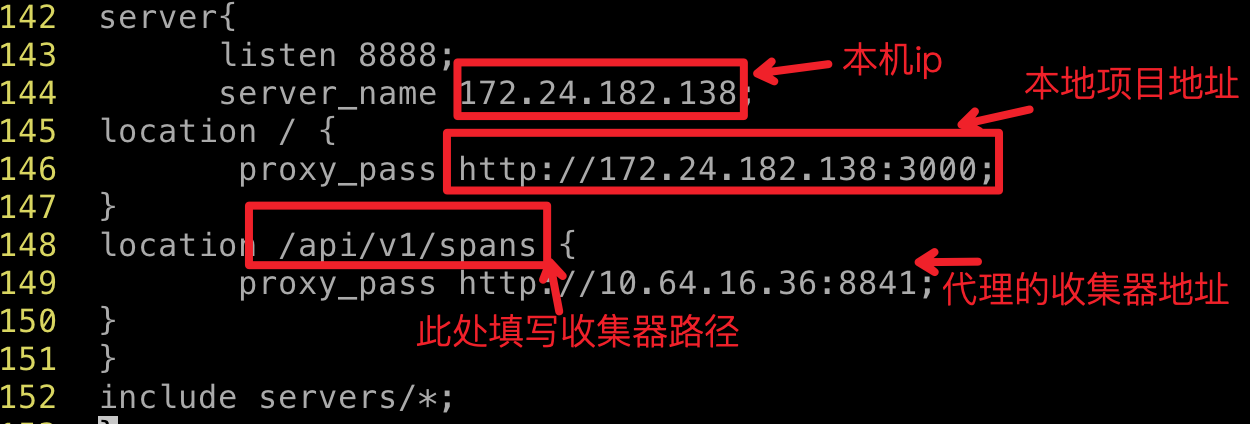 142 server{
143 listen 8888;
本机ip
144 server_name 172.24.182.138;
本地项目地址
145 location / {
146 proxy_pass http://172.24.182.138:3000;
147 }
148 location /api/v1/spans {
149 proxy_pass http://10.64.16.36:8841;
代理的收集器地址
150 }
此处填写收集器路径
151 }
152 include servers/*;